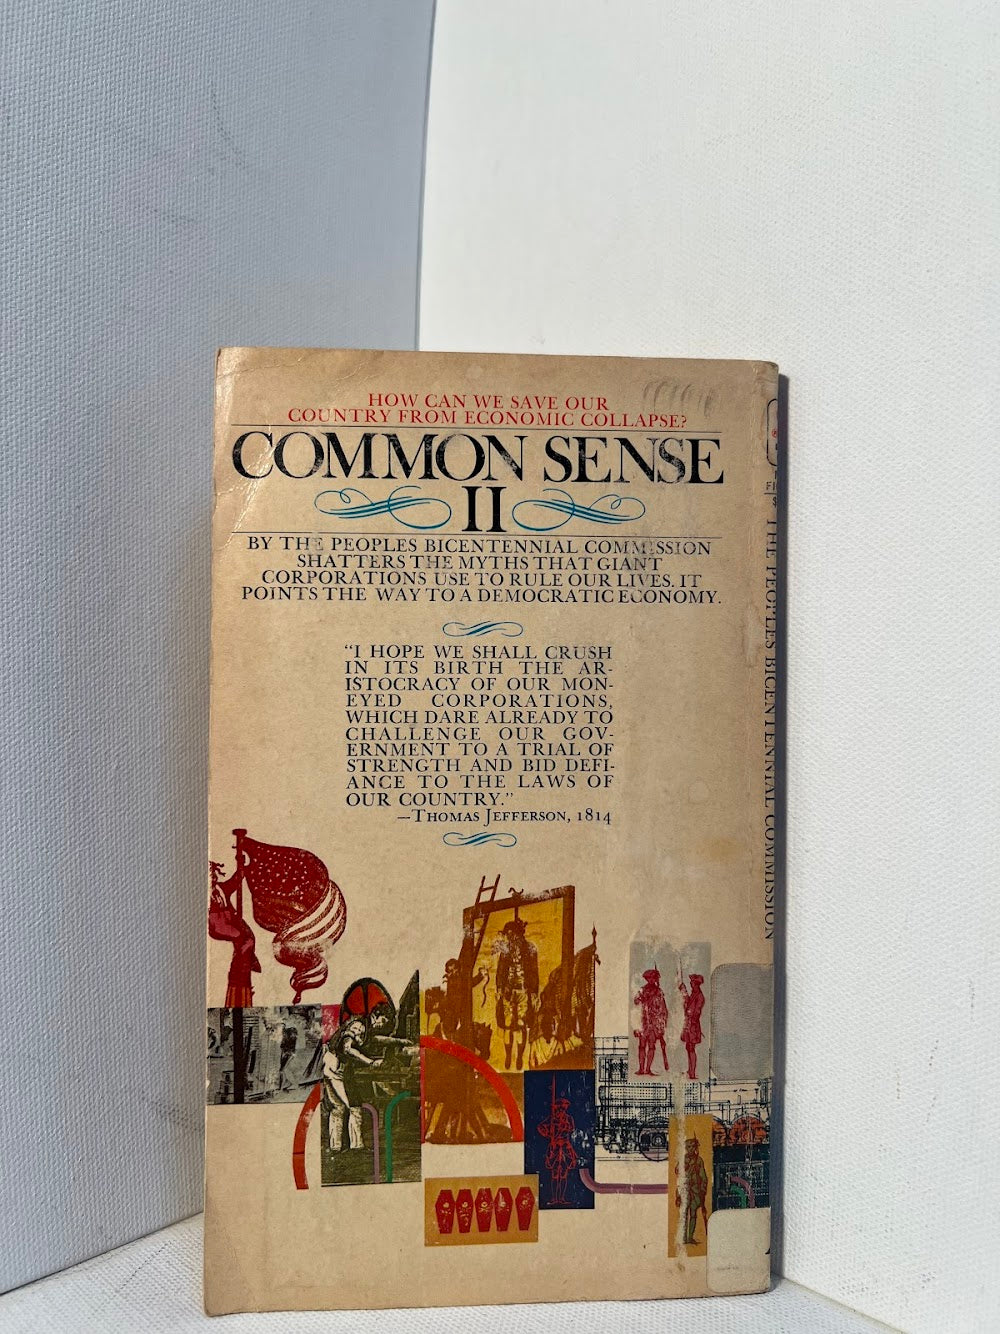 HOW CAN WE SAVE OUR
COUNTRY FROM ECONOMIC COLLAPSE?
COMMON SENSE
II
BY THE PEOPLES BICENTENNIAL COMMISSION
SHATTERS THE MYTHS THAT GIANT
CORPORATIONS USE TO RULE OUR LIVES. IT
POINTS THE WAY TO A DEMOCRATIC ECONOMY.
"I HOPE WE SHALL CRUSH
IN ITS BIRTH THE AR-
ISTOCRACY OF OUR MON-
EYED CORPORATIONS,
WHICH DARE ALREADY TO
CHALLENGE OUR GOV-
ERNMENT TO A TRIAL OF
STRENGTH AND BID DEFI-
ANCE TO THE LAWS OF
OUR COUNTRY."
—THOMAS JEFFERSON, 1814
THE PEOPLES BICENTENNIAL COMMISSION